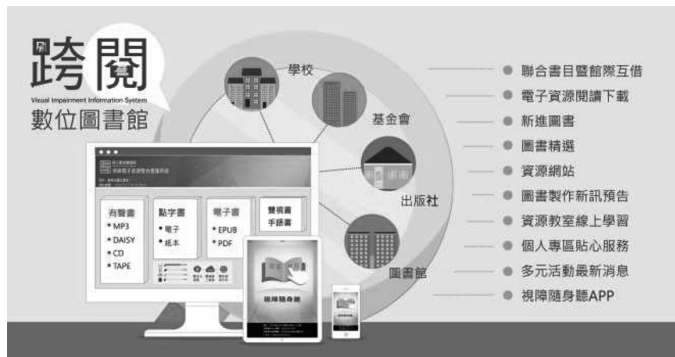 跨閱
Visual Impairment Information System
數位圖書館
學校
基金會
出版社
圖書館
有聲書
• MP3
• DAISY
• CD
• TAPE
點字書
• 電子
• 紙本
電子書
• EPUB
• PDF
雙視書
手語書
視障隨身聽
聯合書目暨館際互借
電子資源閱讀下載
新進圖書
圖書精選
資源網站
圖書製作新訊預告
資源教室線上學習
個人專區貼心服務
多元活動最新消息
視障隨身聽APP